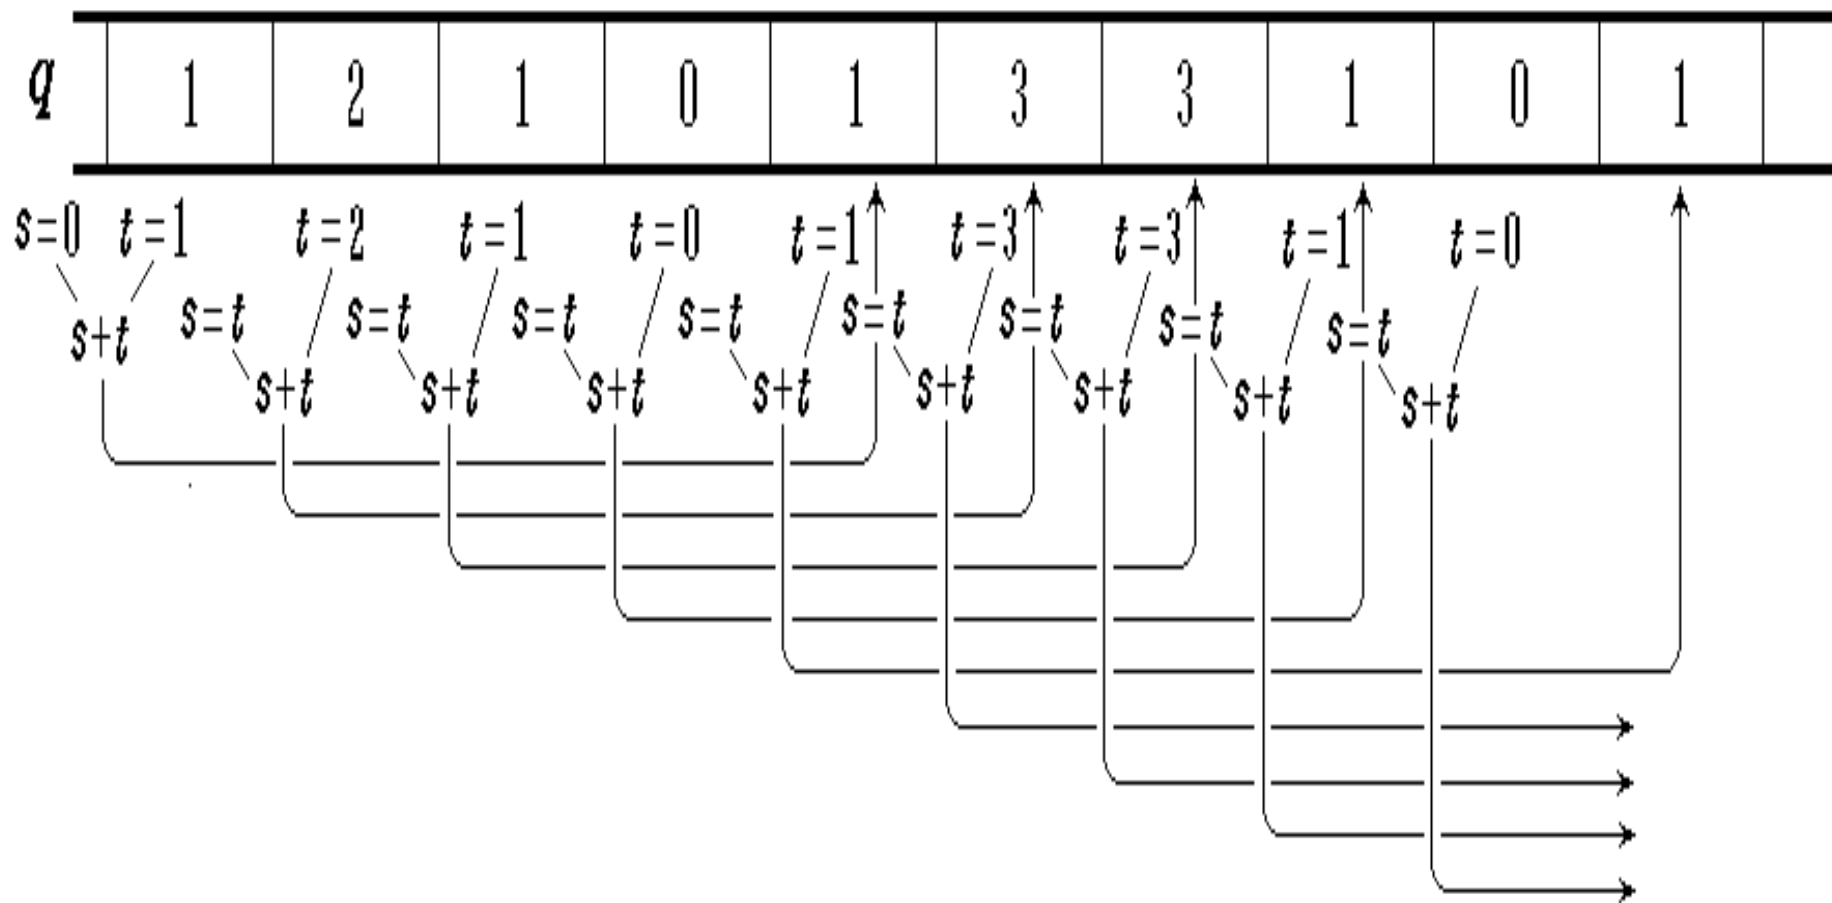 q 1 2 1 0 1 3 3 1 0 1
s=0 t=1 t=2 t=1 t=0 t=1 t=3 t=3 t=1 t=0
s+t s=t s=t s=t s=t s=t s=t s=t s=t
s+t s+t s+t s+t s+t s+t s+t s+t